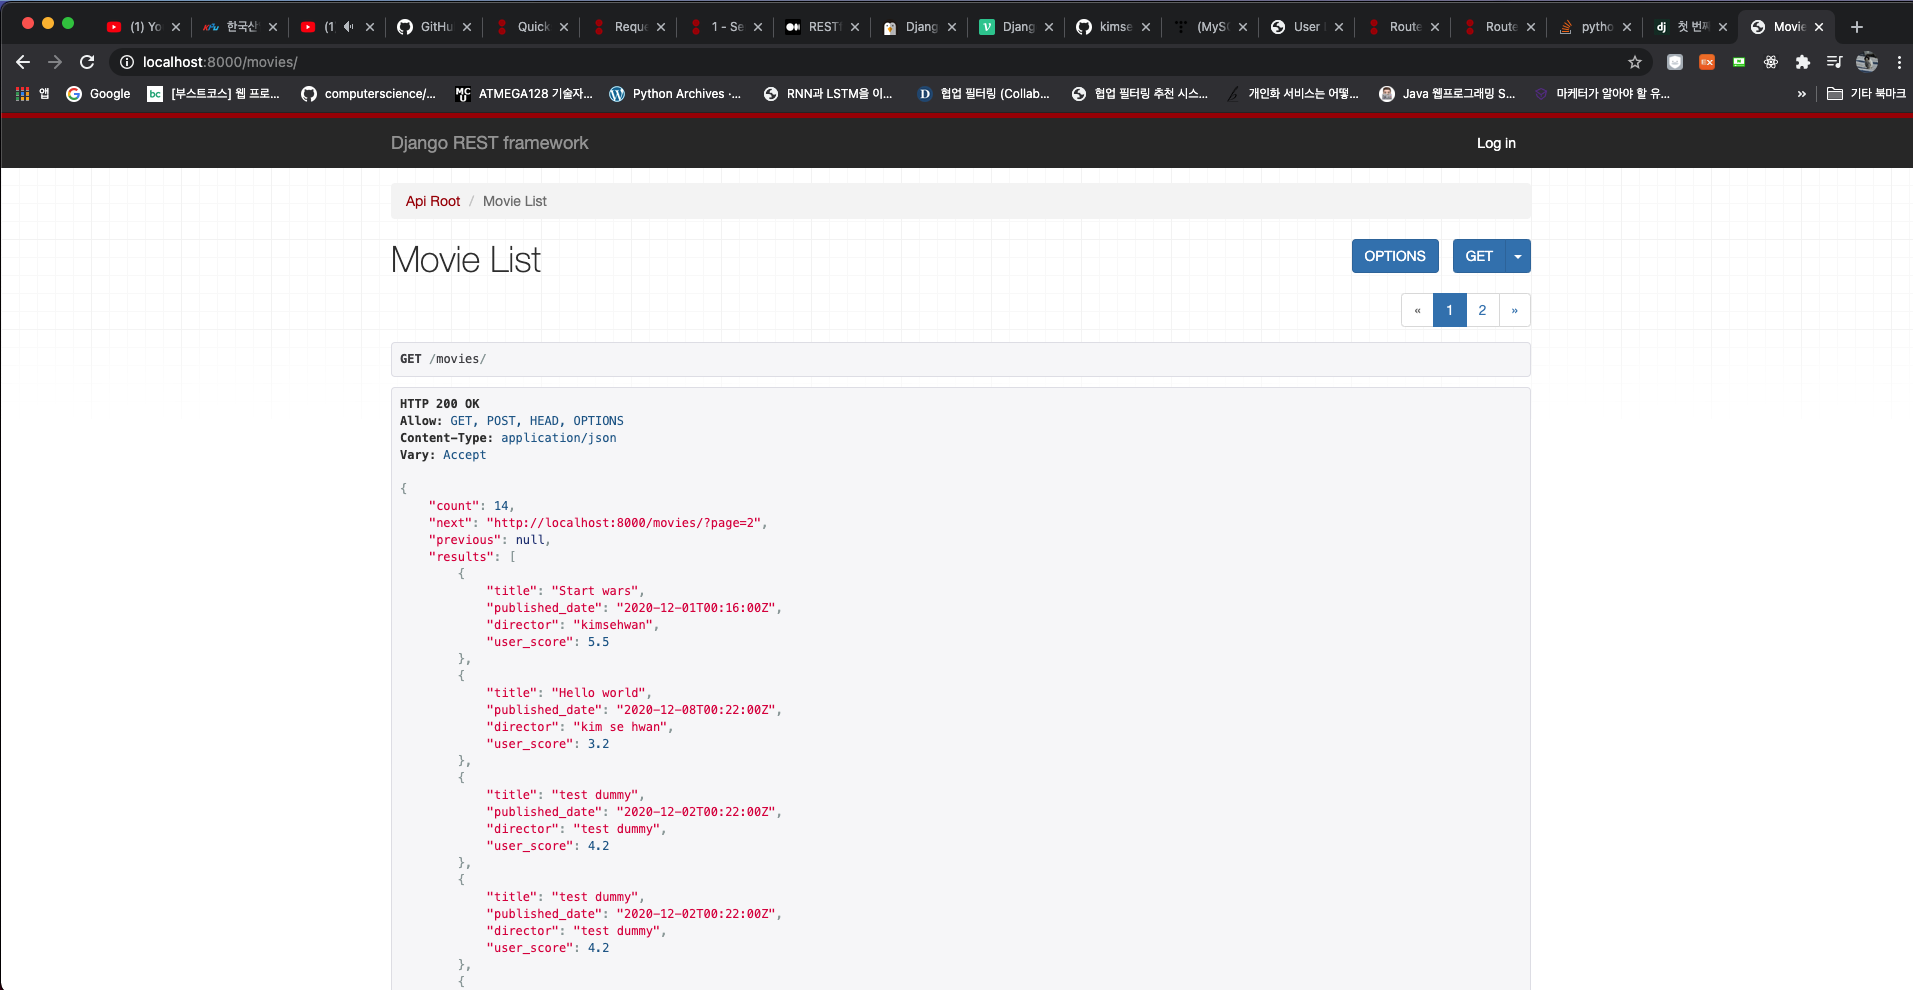 (1) Yo
한국산
(1
GitHu
Quick
Reque
1 - Se
REST
Djang
Djang
kimse
(MyS
User
Route
Route
pytho
첫 번째
Movie
localhost:8000/movies/
앱 Google [부스트코스] 웹 프로... computerscience/... ATMEGA128 기술자... Python Archives -... RNN과 LSTM을 이... 협업 필터링 (Collab... 협업 필터링 추천 시스... 개인화 서비스는 어떻... Java 웹프로그래밍 S... 마케터가 알아야 할 유... » 기타 북마크
Django REST framework Log in
Api Root / Movie List
Movie List OPTIONS GET
« 1 2 »
GET /movies/
HTTP 200 OK
Allow: GET, POST, HEAD, OPTIONS
Content-Type: application/json
Vary: Accept
{
"count": 14,
"next": "http://localhost:8000/movies/?page=2",
"previous": null,
"results": [
{
"title": "Start wars",
"published_date": "2020-12-01T00:16:00Z",
"director": "kimsehwan",
"user_score": 5.5
},
{
"title": "Hello world",
"published_date": "2020-12-08T00:22:00Z",
"director": "kim se hwan",
"user_score": 3.2
},
{
"title": "test dummy",
"published_date": "2020-12-02T00:22:00Z",
"director": "test dummy",
"user_score": 4.2
},
{
"title": "test dummy",
"published_date": "2020-12-02T00:22:00Z",
"director": "test dummy",
"user_score": 4.2
},
{